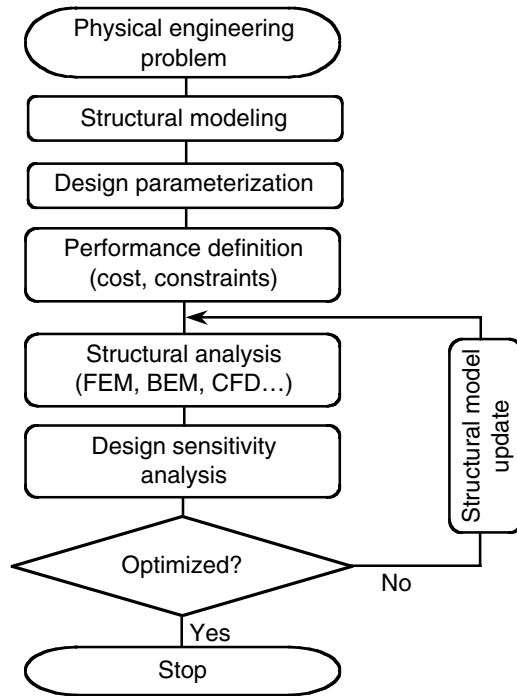 Physical engineering
problem
Structural modeling
Design parameterization
Performance definition
(cost, constraints)
Structural analysis
(FEM, BEM, CFD…)
Design sensitivity
analysis
Structural model
update
Optimized?
No
Yes
Stop